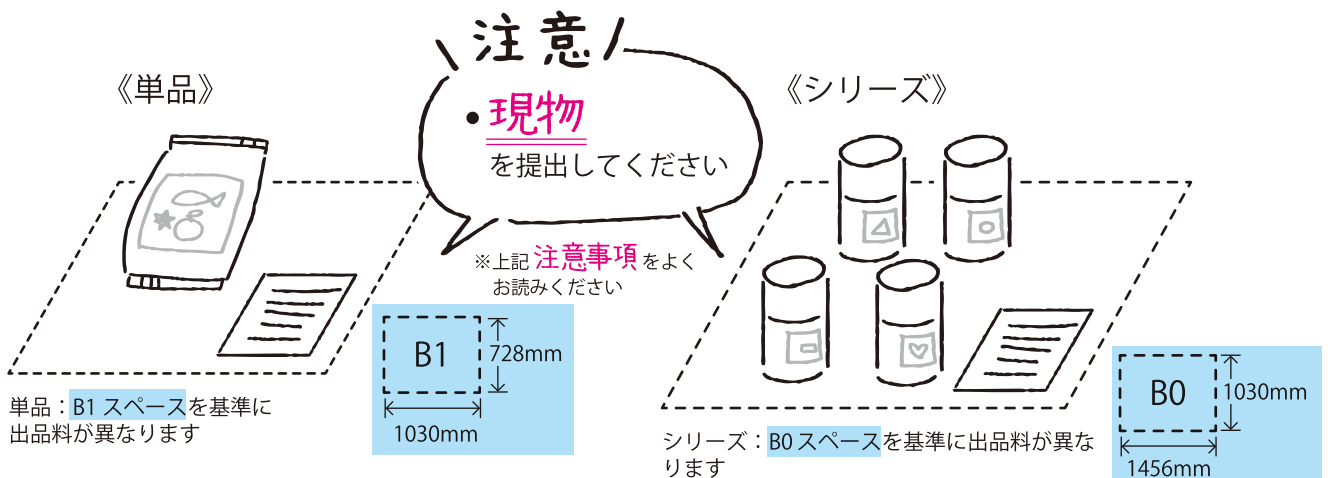 注意
《単品》
・現物
を提出してください
《シリーズ》
※上記 注意事項 をよく
お読みください
B1
728mm
1030mm
単品：B1 スペースを基準に
出品料が異なります
B0
1030mm
1456mm
シリーズ：B0 スペースを基準に出品料が異な
ります